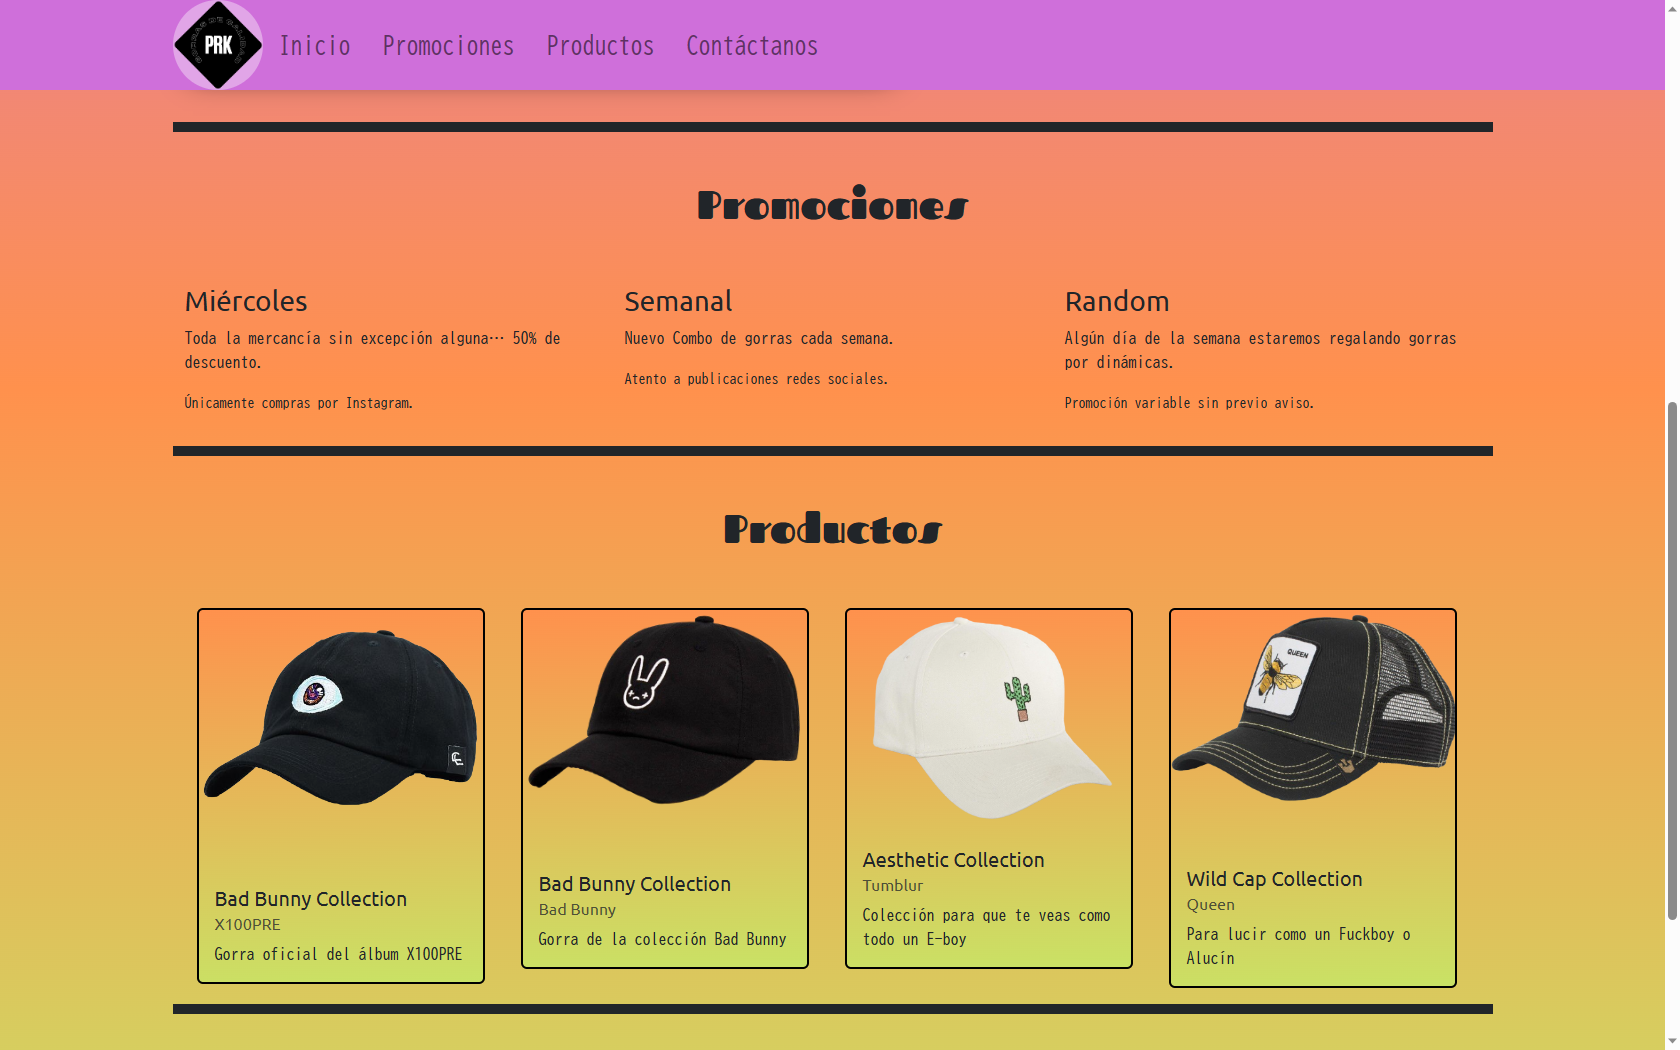 PRK
Inicio Promociones Productos Contáctanos
Promociones
Miércoles
Toda la mercancía sin excepción alguna… 50% de
descuento.
Únicamente compras por Instagram.
Semanal
Nuevo Combo de gorras cada semana.
Atento a publicaciones redes sociales.
Random
Algún día de la semana estaremos regalando gorras
por dinámicas.
Promoción variable sin previo aviso.
Productos
Bad Bunny Collection
X100PRE
Gorra oficial del álbum X100PRE
Bad Bunny Collection
Bad Bunny
Gorra de la colección Bad Bunny
Aesthetic Collection
Tumblur
Colección para que te veas como
todo un E-boy
QUEEN
Wild Cap Collection
Queen
Para lucir como un Fuckboy o
Alucín